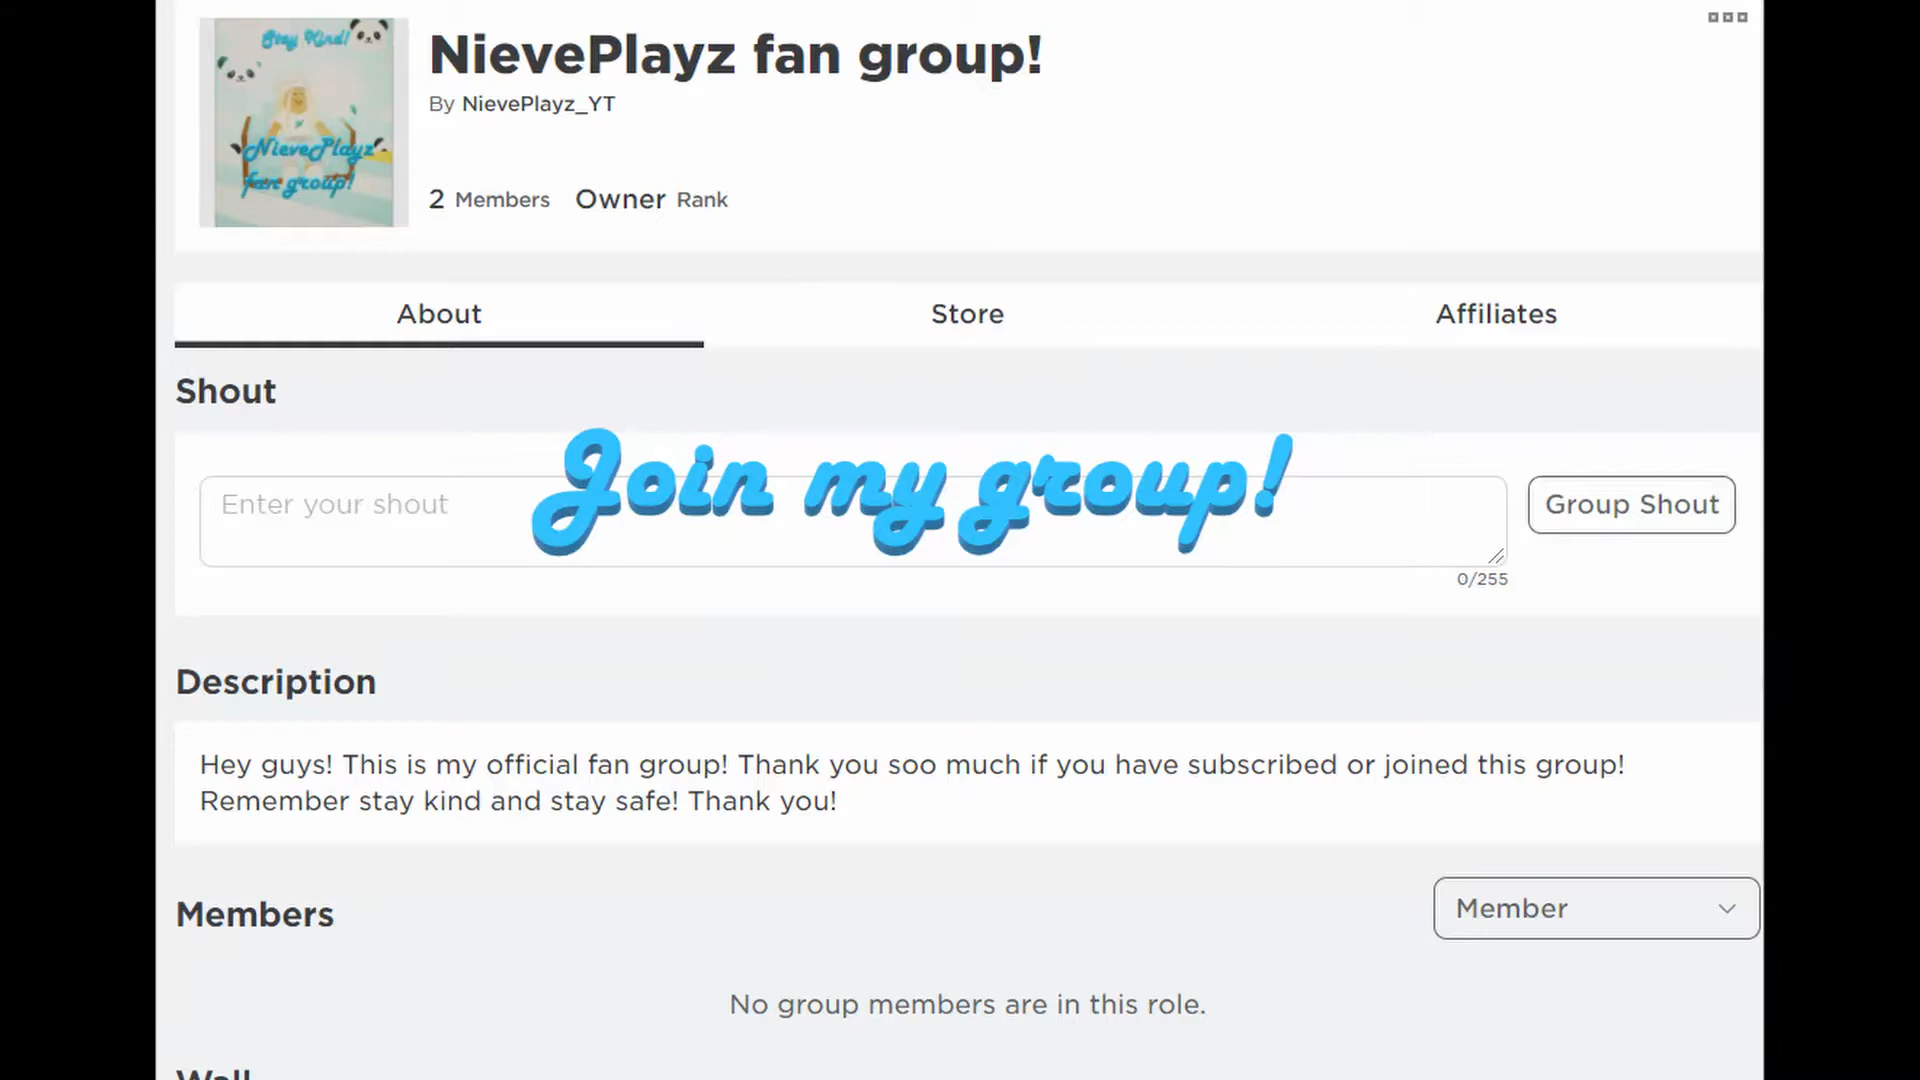 Stay Kind!
NievePlayz
fan group!
NievePlayz fan group!
By NievePlayz_YT
2 Members Owner Rank
About Store Affiliates
Shout
Join my group!
Enter your shout
Group Shout
0/255
Description
Hey guys! This is my official fan group! Thank you soo much if you have subscribed or joined this group!
Remember stay kind and stay safe! Thank you!
Members
Member
No group members are in this role.
Wall